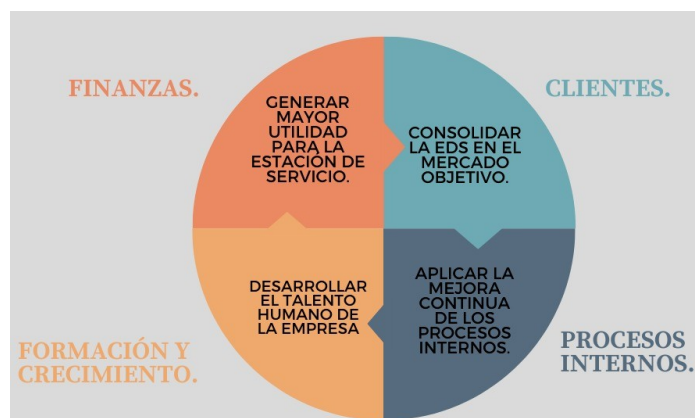 FINANZAS.
GENERAR
MAYOR
UTILIDAD
PARA LA
ESTACIÓN DE
SERVICIO.
CLIENTES.
CONSOLIDAR
LA EDS EN EL
MERCADO
OBJETIVO.
FORMACIÓN Y
CRECIMIENTO.
DESARROLLAR
EL TALENTO
HUMANO DE
LA EMPRESA
APLICAR LA
MEJORA
CONTINUA
DE LOS
PROCESOS
INTERNOS.
PROCESOS
INTERNOS.